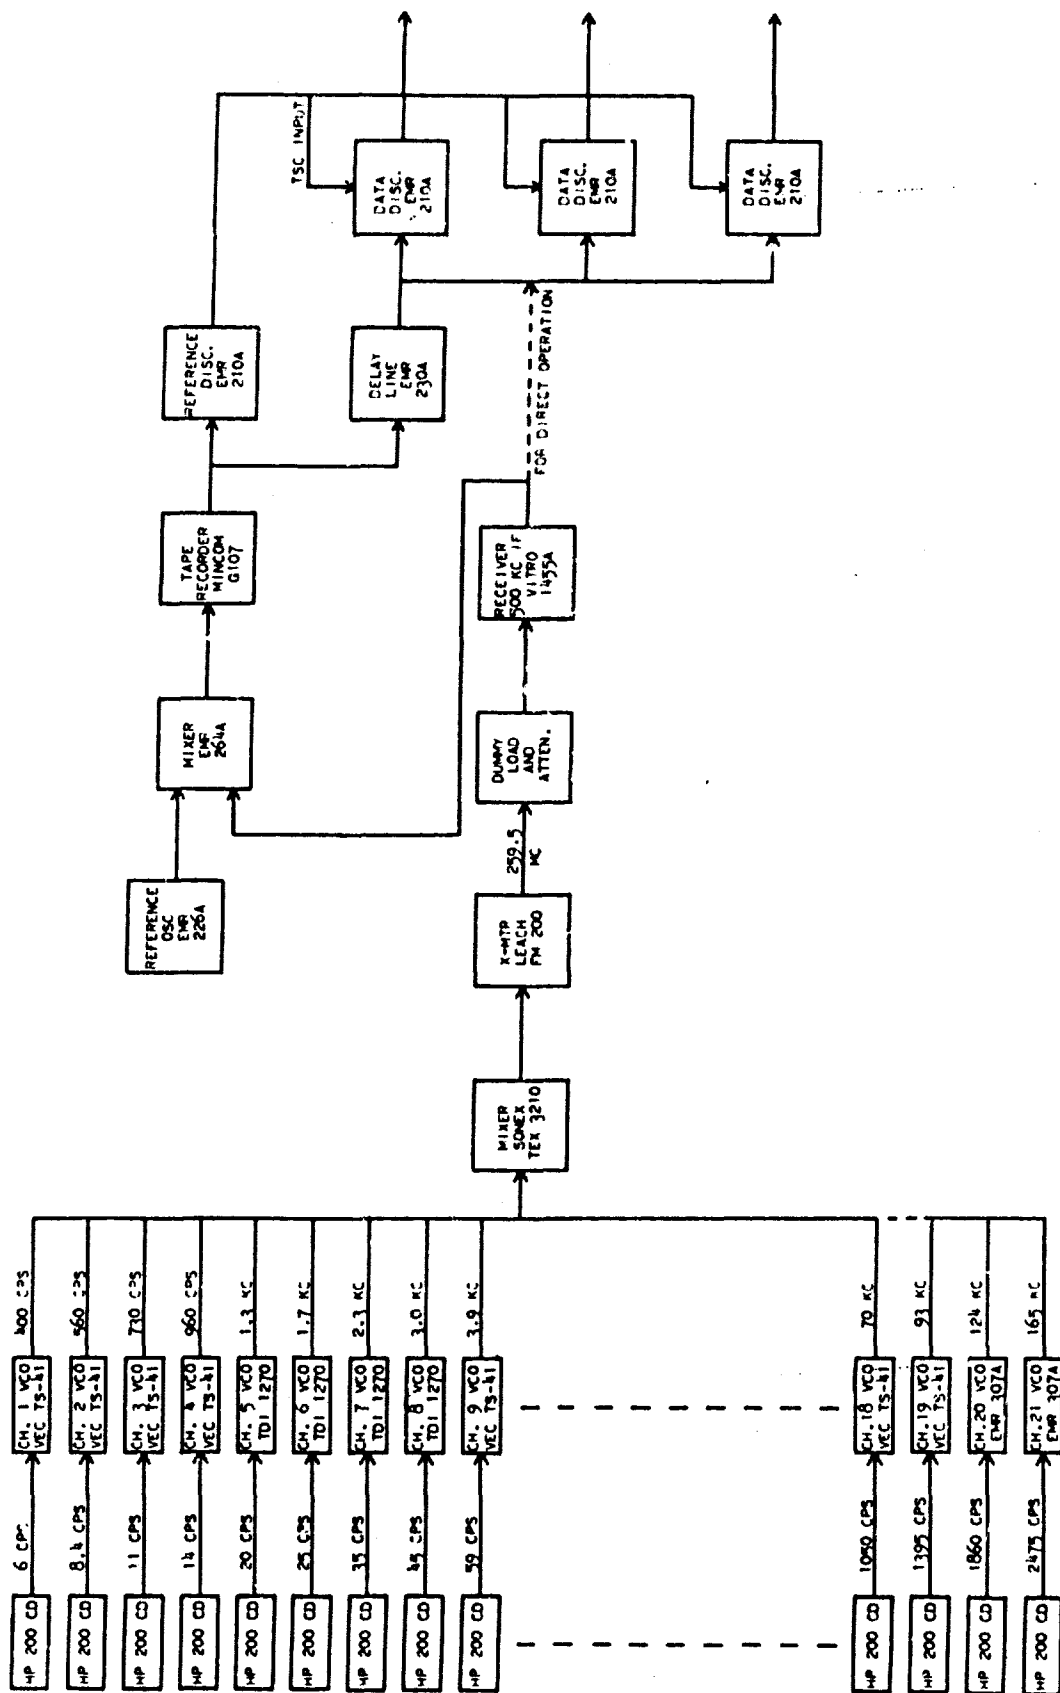 HP 200 CD
6 CPS
CH. 1 VCO
VEC TS-41
400 CPS
HP 200 CD
8.4 CPS
CH. 2 VCO
VEC TS-41
560 CPS
HP 200 CD
11 CPS
CH. 3 VCO
VEC TS-41
730 CPS
HP 200 CD
14 CPS
CH. 4 VCO
VEC TS-41
960 CPS
HP 200 CD
20 CPS
CH. 5 VCO
TDI 1270
1.3 KC
HP 200 CD
25 CPS
CH. 6 VCO
TDI 1270
1.7 KC
HP 200 CD
35 CPS
CH. 7 VCO
TDI 1270
2.3 KC
HP 200 CD
45 CPS
CH. 8 VCO
TDI 1270
3.0 KC
HP 200 CD
59 CPS
CH. 9 VCO
VEC TS-41
3.9 KC
HP 200 CD
1050 CPS
CH. 18 VCO
VEC TS-41
70 KC
HP 200 CD
1395 CPS
CH. 19 VCO
VEC TS-41
93 KC
HP 200 CD
1860 CPS
CH. 20 VCO
EMR 307A
124 KC
HP 200 CD
2475 CPS
CH. 21 VCO
EMR 307A
165 KC
MIXER
SONEX
TEX 3210
X-MTR
LEACH
FM 200
259.5
MC
DUMMY
LOAD
AND
ATTEN.
RECEIVER
500 KC IF
VITRO
1455A
FOR DIRECT OPERATION
REFERENCE
OSC
EMR
226A
MIXER
EMR
264A
TAPE
RECORDER
MINCOM
G107
REFERENCE
DISC.
EMR
210A
DELAY
LINE
EMR
230A
TSC INPUT
DATA
DISC.
EMR
210A
DATA
DISC.
EMR
210A
DATA
DISC.
EMR
210A